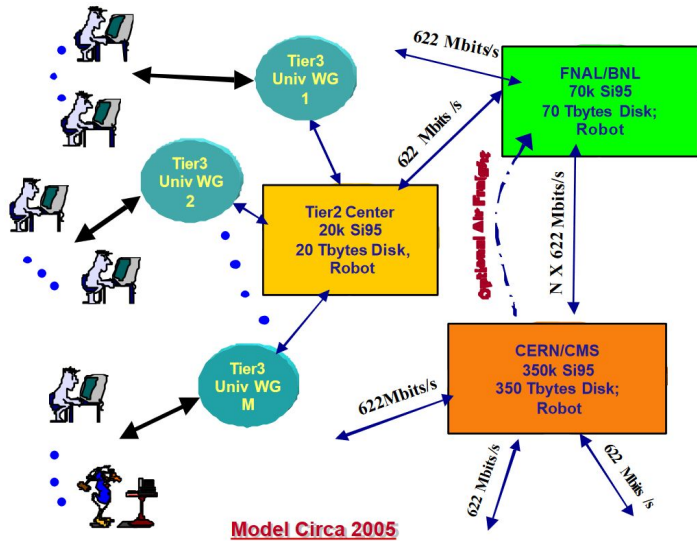 Tier3
Univ WG
1
622 Mbits/s
FNAL/BNL
70k Si95
70 Tbytes Disk;
Robot
622 Mbits /s
Tier3
Univ WG
2
Tier2 Center
20k Si95
20 Tbytes Disk,
Robot
Optional Air Freight
N X 622 Mbits/s
Tier3
Univ WG
M
CERN/CMS
350k Si95
350 Tbytes Disk;
Robot
622Mbits/s
622 Mbits/s
622 Mbits /s
Model Circa 2005